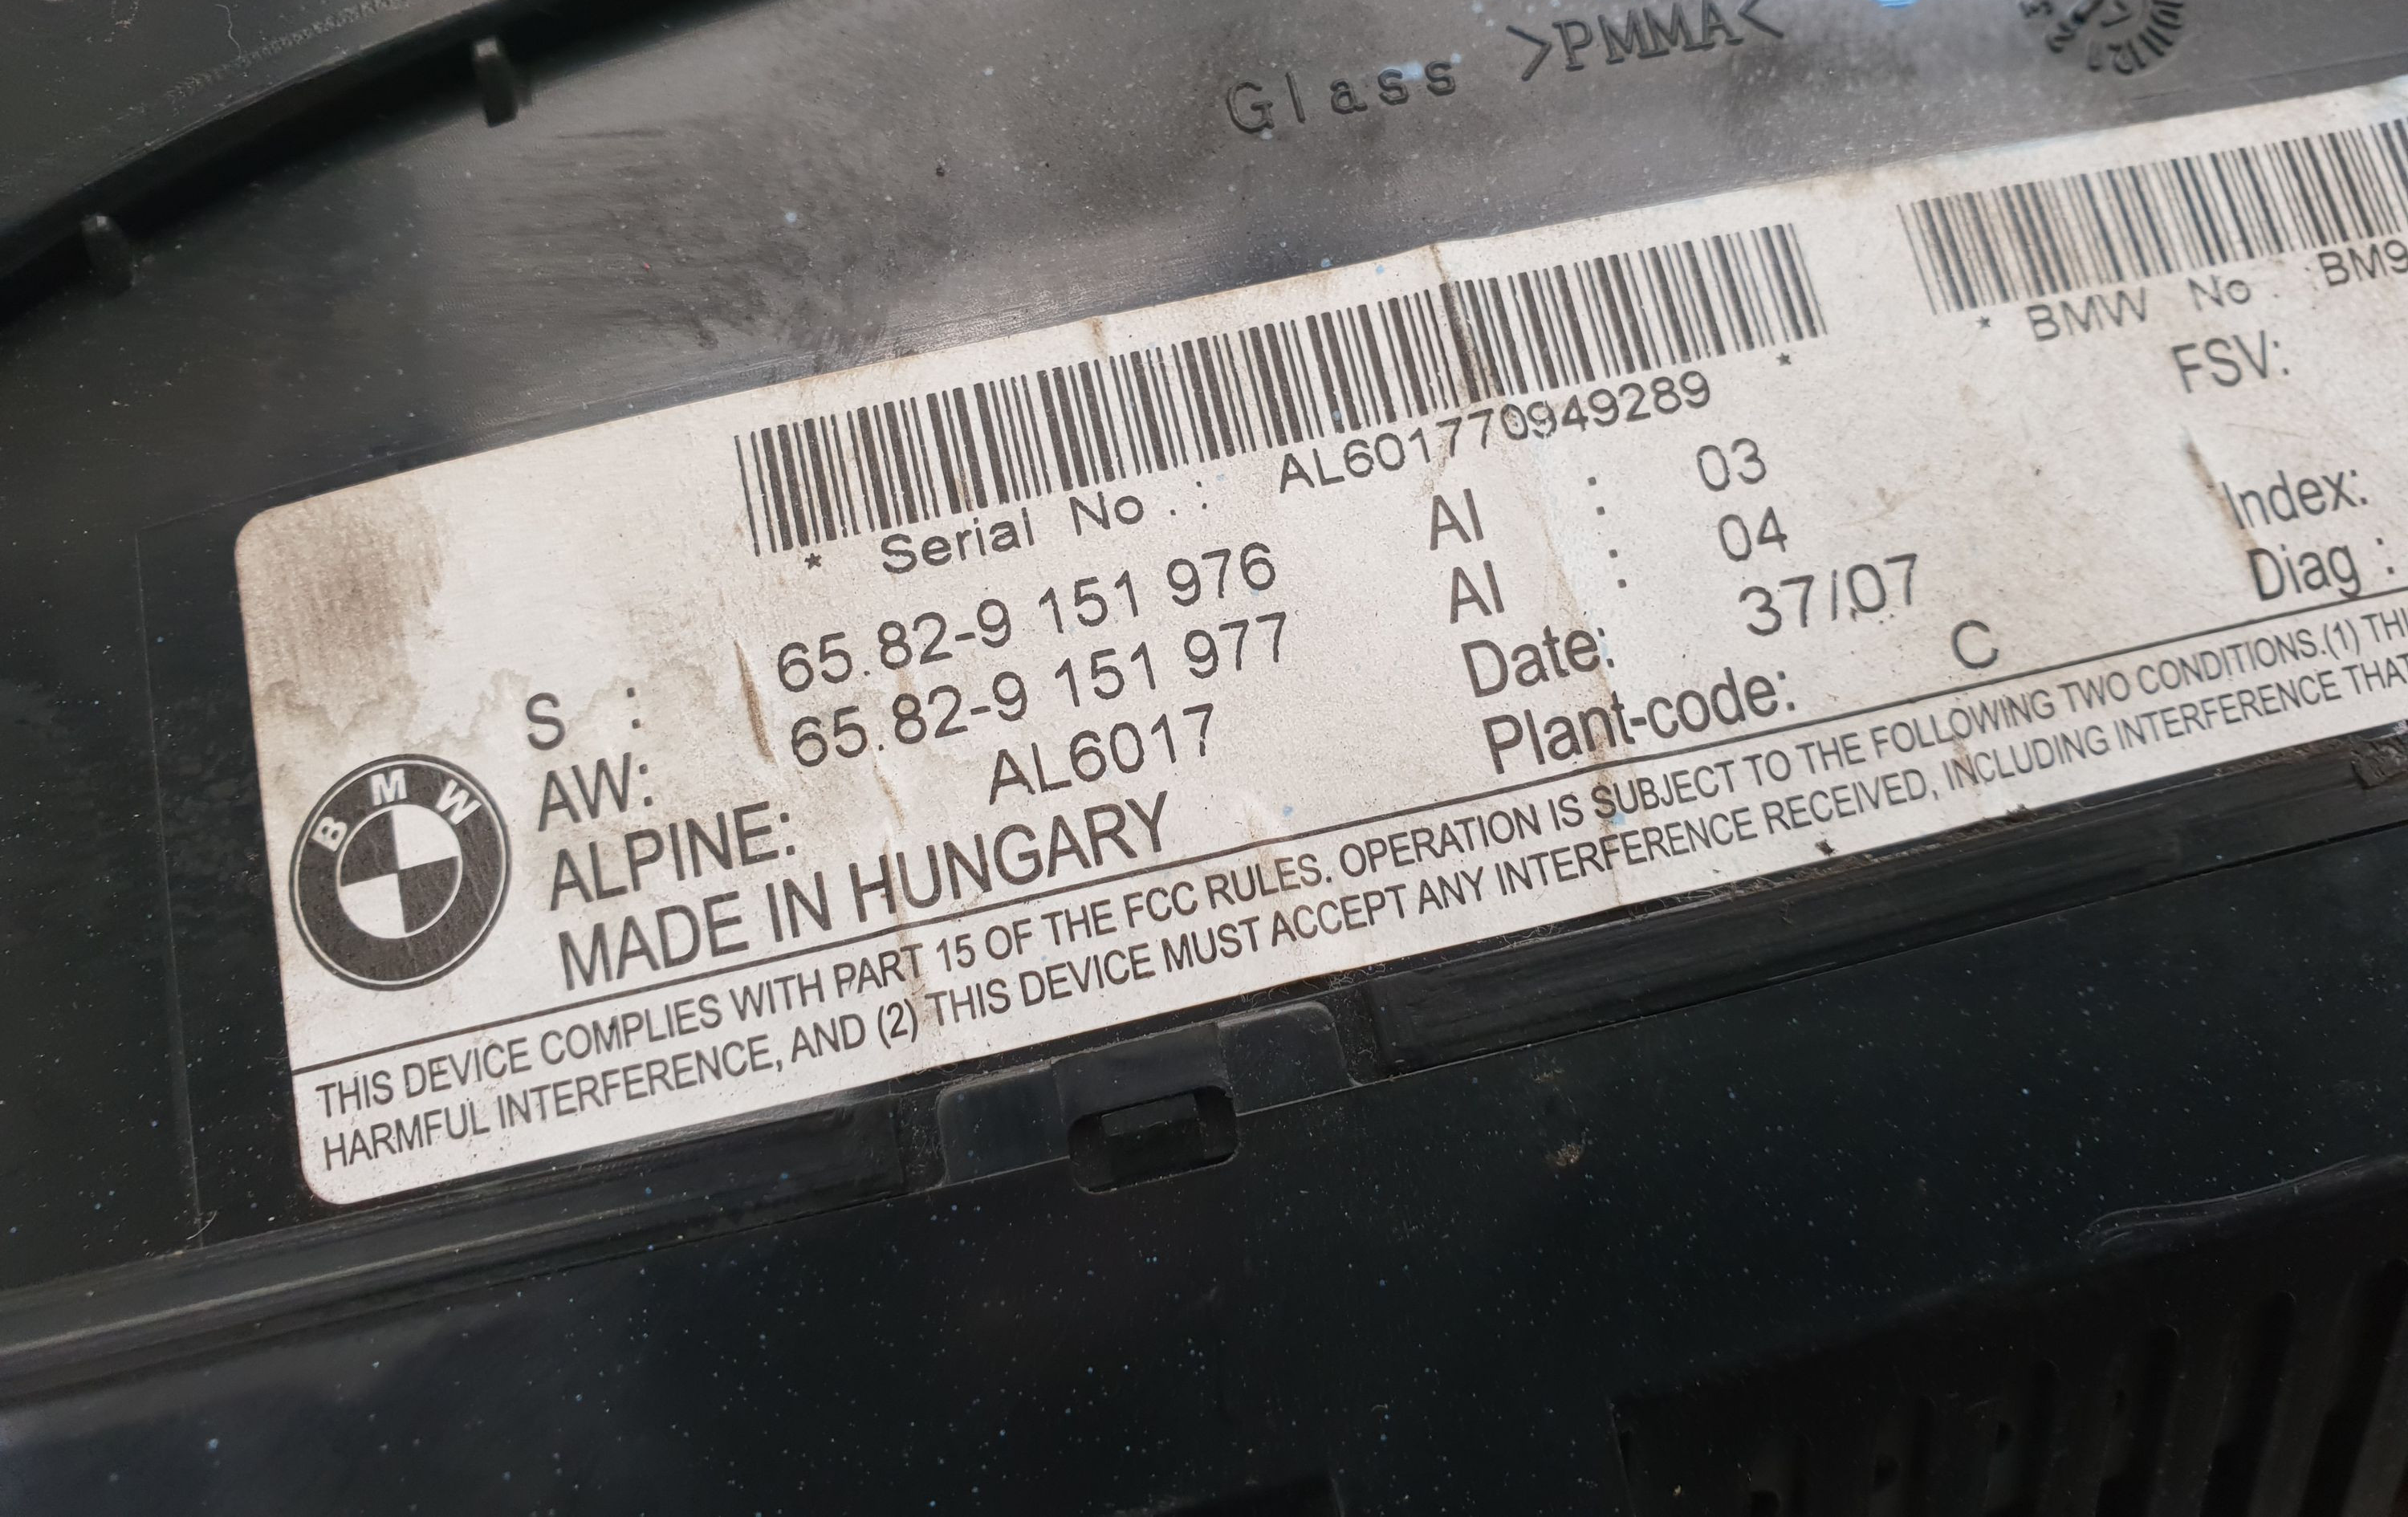 Glass >PMMA<
* Serial No.: AL601770949289 *
* BMW No. BM9
S : 65.82-9 151 976 AI : 03 FSV:
AW: 65.82-9 151 977 AI : 04 Index:
ALPINE: AL6017 Date: 37/07 Diag :
MADE IN HUNGARY Plant-code: C
BMW
THIS DEVICE COMPLIES WITH PART 15 OF THE FCC RULES. OPERATION IS SUBJECT TO THE FOLLOWING TWO CONDITIONS.(1) THI
HARMFUL INTERFERENCE, AND (2) THIS DEVICE MUST ACCEPT ANY INTERFERENCE RECEIVED, INCLUDING INTERFERENCE THAT